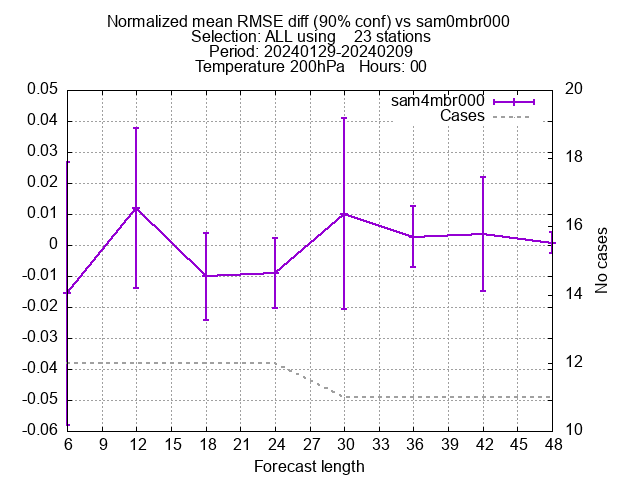 Normalized mean RMSE diff (90% conf) vs sam0mbr000
Selection: ALL using    23 stations
Period: 20240129-20240209
Temperature 200hPa   Hours: 00
sam4mbr000
Cases
0.05
0.04
0.03
0.02
0.01
0
-0.01
-0.02
-0.03
-0.04
-0.05
-0.06
20
18
16
14
12
10
No cases
6 9 12 15 18 21 24 27 30 33 36 39 42 45 48
Forecast length